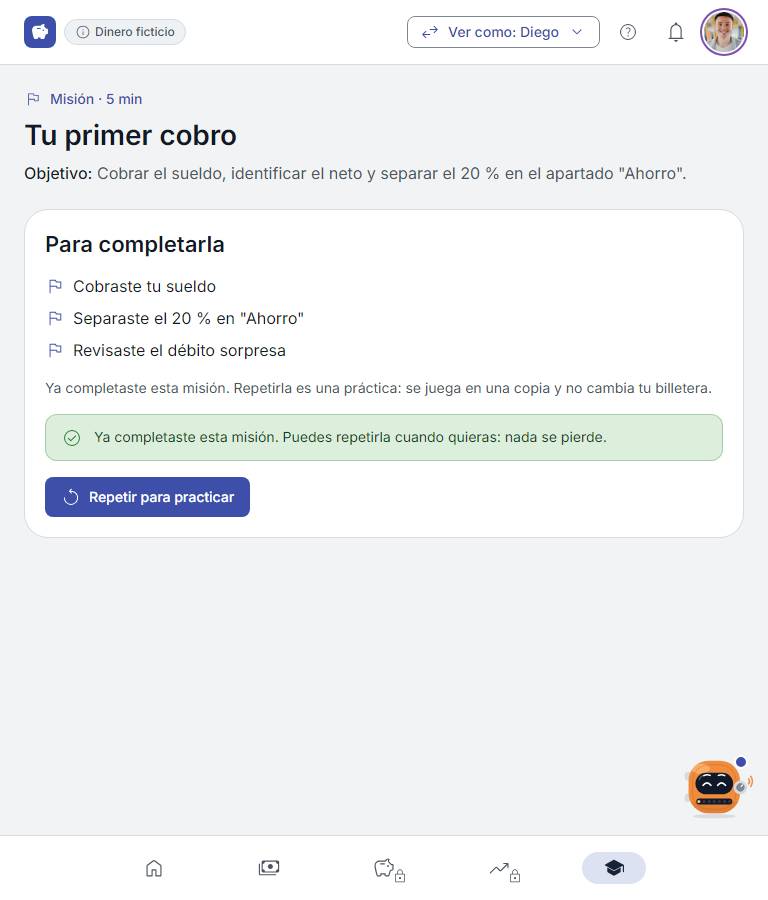 Dinero ficticio
Ver como: Diego
Misión · 5 min
Tu primer cobro
Objetivo: Cobrar el sueldo, identificar el neto y separar el 20 % en el apartado "Ahorro".
Para completarla
Cobraste tu sueldo
Separaste el 20 % en "Ahorro"
Revisaste el débito sorpresa
Ya completaste esta misión. Repetirla es una práctica: se juega en una copia y no cambia tu billetera.
Ya completaste esta misión. Puedes repetirla cuando quieras: nada se pierde.
Repetir para practicar